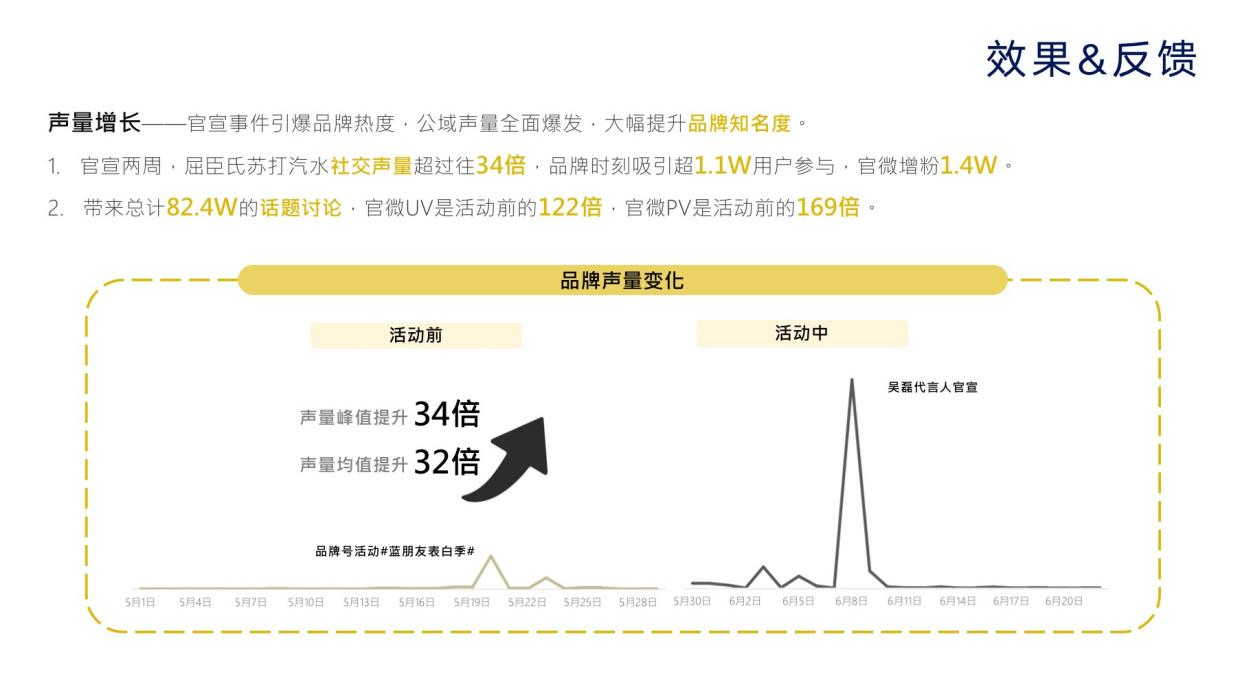 效果&反馈
声量增长——官宣事件引爆品牌热度，公域声量全面爆发，大幅提升品牌知名度。
1. 官宣两周，屈臣氏苏打汽水社交声量超过往34倍，品牌时刻吸引超1.1W用户参与，官微增粉1.4W。
2. 带来总计82.4W的话题讨论，官微UV是活动前的122倍，官微PV是活动前的169倍。
品牌声量变化
活动前
活动中
吴磊代言人官宣
声量峰值提升 34倍
声量均值提升 32倍
品牌号活动#蓝朋友表白季#
5月1日 5月4日 5月7日 5月10日 5月13日 5月16日 5月19日 5月22日 5月25日 5月28日
5月30日 6月2日 6月5日 6月8日 6月11日 6月14日 6月17日 6月20日